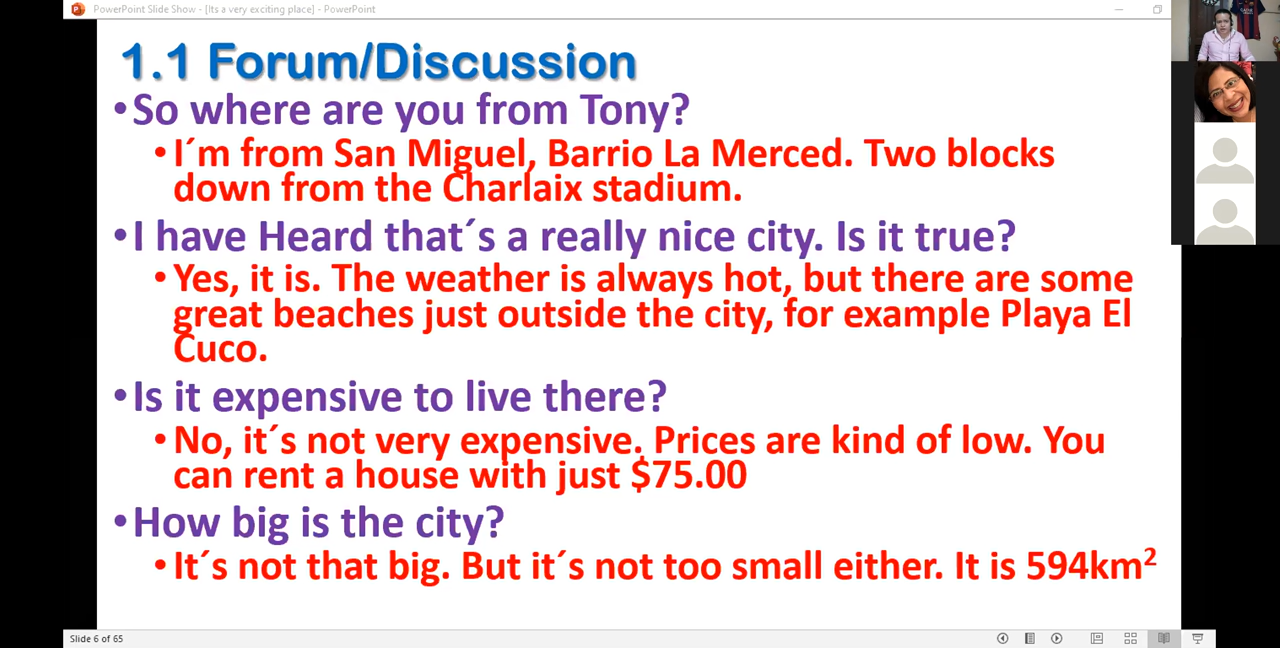 PowerPoint Slide Show - [Its a very exciting place] - PowerPoint
1.1 Forum/Discussion
•So where are you from Tony?
•I´m from San Miguel, Barrio La Merced. Two blocks
down from the Charlaix stadium.
•I have Heard that´s a really nice city. Is it true?
•Yes, it is. The weather is always hot, but there are some
great beaches just outside the city, for example Playa El
Cuco.
•Is it expensive to live there?
•No, it´s not very expensive. Prices are kind of low. You
can rent a house with just $75.00
•How big is the city?
•It´s not that big. But it´s not too small either. It is 594km²
Slide 6 of 65